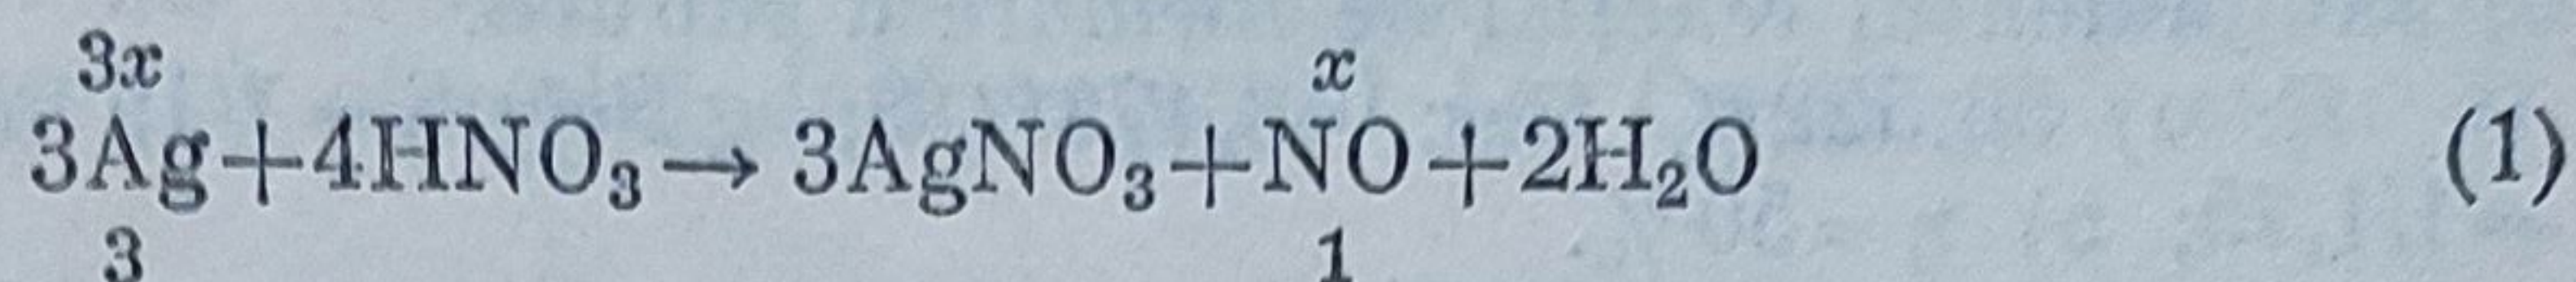 3x x
3Ag+4HNO₃→ 3AgNO₃+NO+2H₂O (1)
3 1